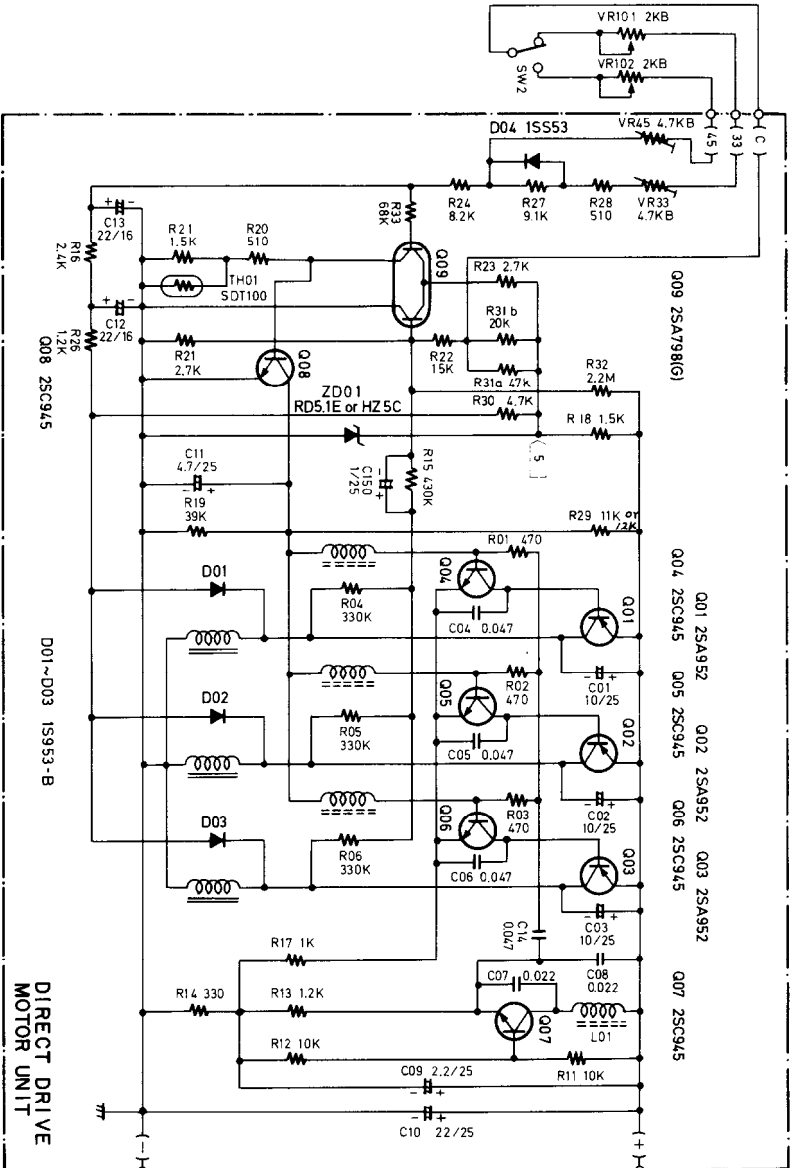 VR101 2KB
VR102 2KB
SW2
D04 1SS53
VR45 4.7KB
(45)
(33)
(C)
C13
22/16
R16
2.4K
R21
1.5K
R20
510
R33
68K
R24
8.2K
R27
9.1K
R28
510
VR33
4.7KB
TH01
SDT100
Q09
R23 2.7K
C12
22/16
R26
1.2K
R31b
20K
Q09 2SA798(G)
R21
2.7K
Q08
R22
15K
R31a 47K
R32
2.2M
Q08 2SC945
ZD01
RD5.1E or HZ5C
R30 4.7K
R18 1.5K
5
C11
4.7/25
R15 430K
C150
1/25
R19
39K
R29 11K or
12K
R01 470
D01
R04
330K
Q04
C04 0.047
Q01
C01
10/25
Q04 2SC945
Q01 2SA952
D02
R05
330K
Q05
R02
470
C05 0.047
Q02
C02
10/25
Q05 2SC945
Q02 2SA952
D01~D03 1S953-B
D03
R06
330K
Q06
R03
470
C06 0.047
Q03
C03
10/25
Q06 2SC945
Q03 2SA952
R17 1K
C14
0.047
C07 0.022
C08
0.022
R14 330
R13 1.2K
Q07
L01
Q07 2SC945
R12 10K
R11 10K
C09 2.2/25
C10 22/25
DIRECT DRIVE
MOTOR UNIT
(-)
(+)